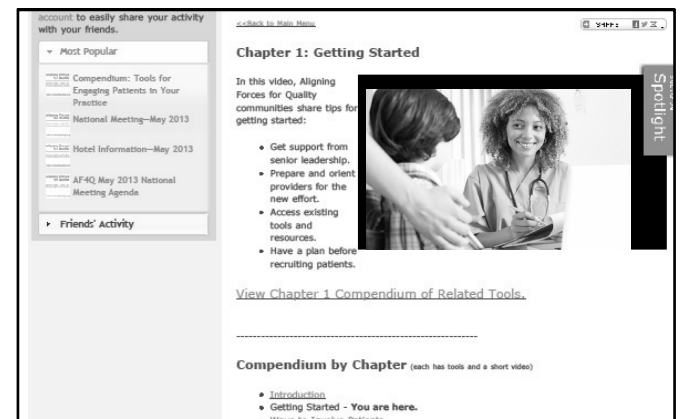 account to easily share your activity
with your friends.
Most Popular
Compendium: Tools for
Engaging Patients in Your
Practice
National Meeting—May 2013
Hotel Information—May 2013
AF4Q May 2013 National
Meeting Agenda
Friends' Activity
<<Back to Main Menu
SHARE
Chapter 1: Getting Started
In this video, Aligning
Forces for Quality
communities share tips for
getting started:
• Get support from
senior leadership.
• Prepare and orient
providers for the
new effort.
• Access existing
tools and
resources.
• Have a plan before
recruiting patients.
Spotlight
View Chapter 1 Compendium of Related Tools.
------------------------------------------------------------
Compendium by Chapter (each has tools and a short video)
• Introduction
• Getting Started - You are here.